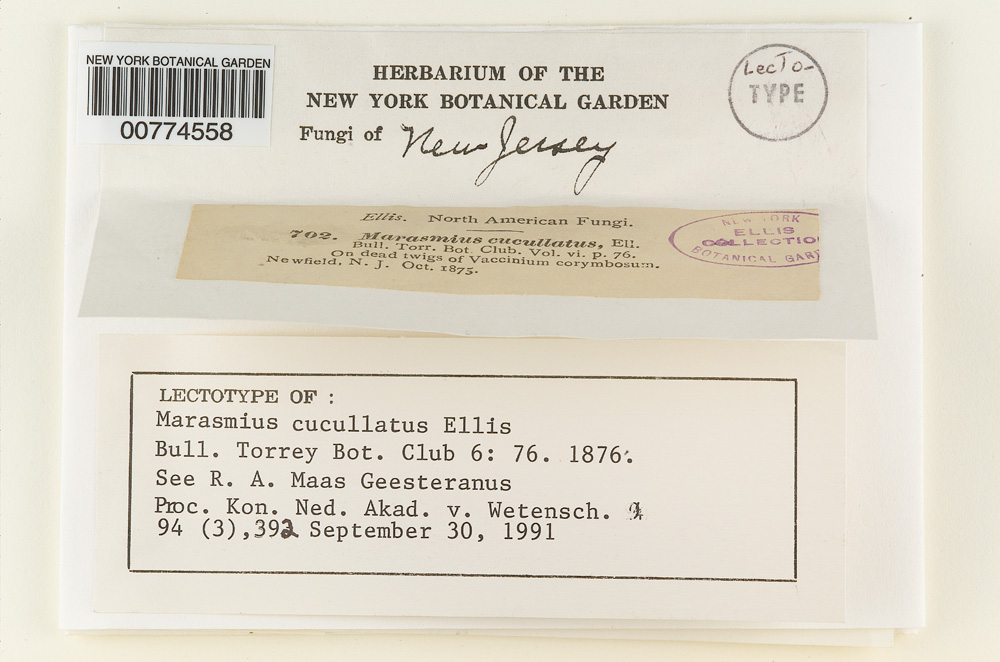 NEW YORK BOTANICAL GARDEN
00774558
HERBARIUM OF THE
NEW YORK BOTANICAL GARDEN
Fungi of New Jersey
LecTo-
TYPE
Ellis. North American Fungi.
702. Marasmius cucullatus, Ell.
Bull. Torr. Bot. Club. Vol. vi. p. 76.
On dead twigs of Vaccinium corymbosum.
Newfield, N. J. Oct. 1875.
NEW YORK
ELLIS
COLLECTIO
BOTANICAL GAR
LECTOTYPE OF :
Marasmius cucullatus Ellis
Bull. Torrey Bot. Club 6: 76. 1876.
See R. A. Maas Geesteranus
Proc. Kon. Ned. Akad. v. Wetensch.
94 (3),392 September 30, 1991